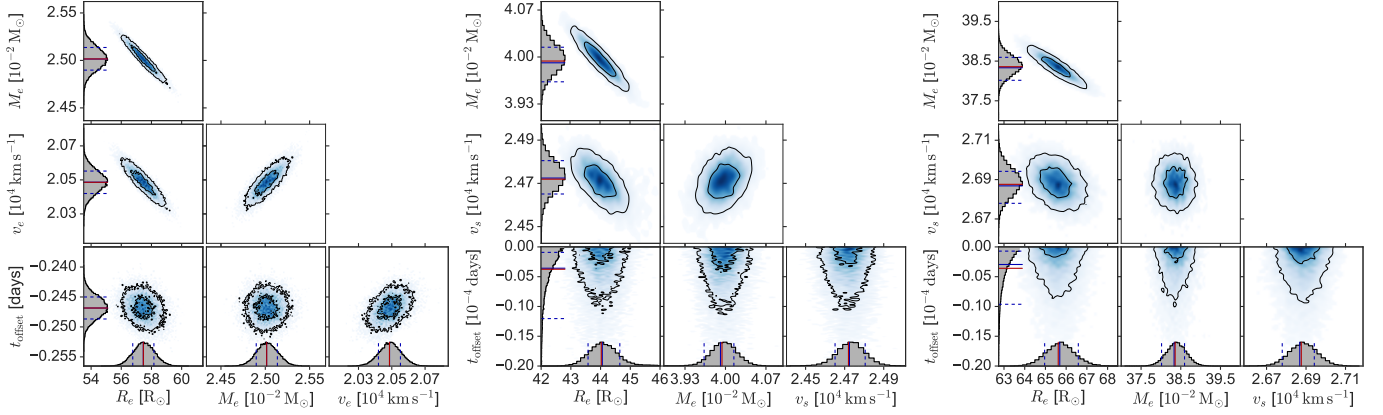 2.55
2.50
2.45
M_e [10^{-2} M_⊙]
2.07
2.05
2.03
v_e [10^4 km s^{-1}]
−0.240
−0.245
−0.250
−0.255
t_offset [days]
54 56 58 60
R_e [R_⊙]
2.45 2.50 2.55
M_e [10^{-2} M_⊙]
2.03 2.05 2.07
v_e [10^4 km s^{-1}]
4.07
4.00
3.93
M_e [10^{-2} M_⊙]
2.49
2.47
2.45
v_s [10^4 km s^{-1}]
0.00
−0.05
−0.10
−0.15
−0.20
t_offset [10^{-4} days]
42 43 44 45 46
R_e [R_⊙]
3.93 4.00 4.07
M_e [10^{-2} M_⊙]
2.45 2.47 2.49
v_s [10^4 km s^{-1}]
39.5
38.5
37.5
M_e [10^{-2} M_⊙]
2.71
2.69
2.67
v_s [10^4 km s^{-1}]
0.00
−0.05
−0.10
−0.15
−0.20
t_offset [10^{-4} days]
63 64 65 66 67 68
R_e [R_⊙]
37.5 38.5 39.5
M_e [10^{-2} M_⊙]
2.67 2.69 2.71
v_s [10^4 km s^{-1}]